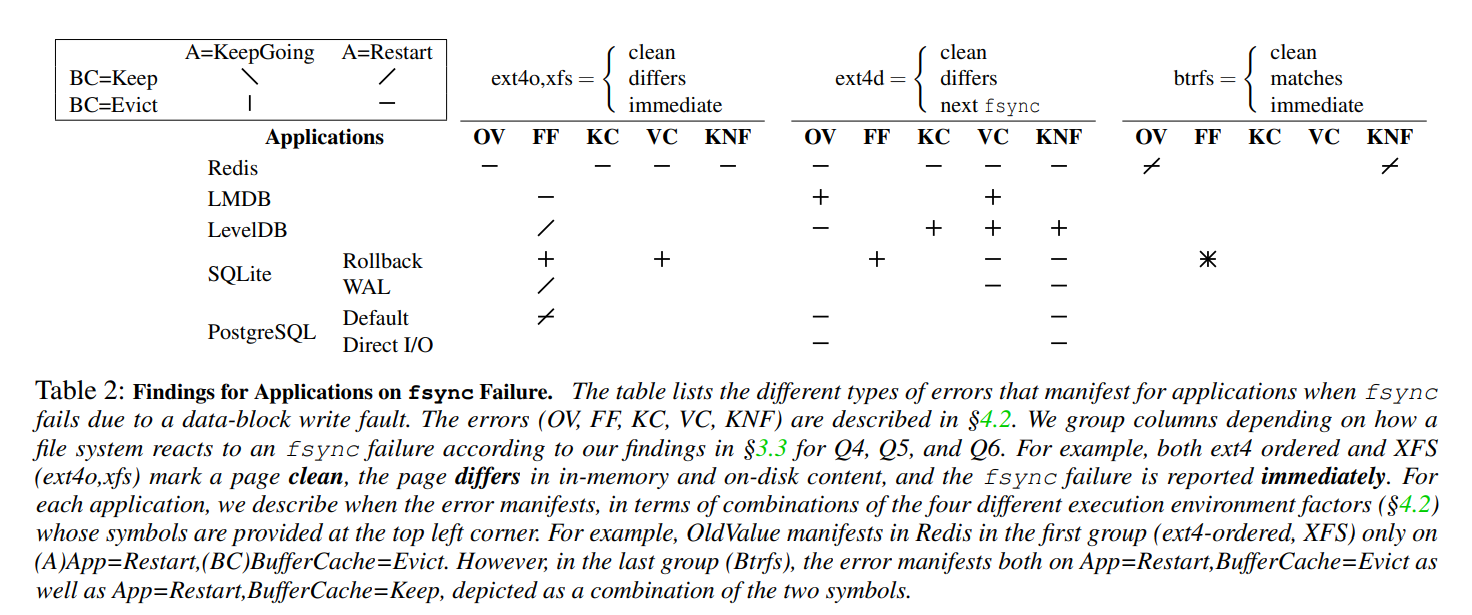 A=KeepGoing A=Restart
BC=Keep \ /
BC=Evict | —
ext4o,xfs = { clean
differs
immediate
ext4d = { clean
differs
next fsync
btrfs = { clean
matches
immediate
Applications OV FF KC VC KNF OV FF KC VC KNF OV FF KC VC KNF
Redis — — — — — — — — ⌿ ⌿
LMDB — + +
LevelDB / — + + +
SQLite
Rollback + + + — — ⚹
WAL / — —
PostgreSQL
Default ⌿ — —
Direct I/O — —
Table 2: Findings for Applications on fsync Failure. The table lists the different types of errors that manifest for applications when fsync
fails due to a data-block write fault. The errors (OV, FF, KC, VC, KNF) are described in §4.2. We group columns depending on how a
file system reacts to an fsync failure according to our findings in §3.3 for Q4, Q5, and Q6. For example, both ext4 ordered and XFS
(ext4o,xfs) mark a page clean, the page differs in in-memory and on-disk content, and the fsync failure is reported immediately. For
each application, we describe when the error manifests, in terms of combinations of the four different execution environment factors (§4.2)
whose symbols are provided at the top left corner. For example, OldValue manifests in Redis in the first group (ext4-ordered, XFS) only on
(A)App=Restart,(BC)BufferCache=Evict. However, in the last group (Btrfs), the error manifests both on App=Restart,BufferCache=Evict as
well as App=Restart,BufferCache=Keep, depicted as a combination of the two symbols.